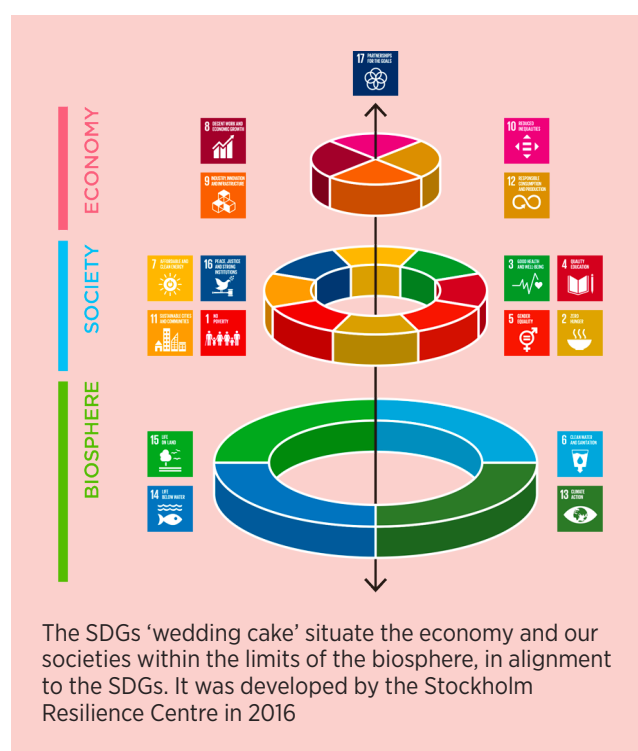 17 PARTNERSHIPS
FOR THE GOALS
ECONOMY
8 DECENT WORK AND
ECONOMIC GROWTH
10 REDUCED
INEQUALITIES
9 INDUSTRY, INNOVATION
AND INFRASTRUCTURE
12 RESPONSIBLE
CONSUMPTION
AND PRODUCTION
SOCIETY
7 AFFORDABLE AND
CLEAN ENERGY
16 PEACE, JUSTICE
AND STRONG
INSTITUTIONS
3 GOOD HEALTH
AND WELL-BEING
4 QUALITY
EDUCATION
11 SUSTAINABLE CITIES
AND COMMUNITIES
1 NO
POVERTY
5 GENDER
EQUALITY
2 ZERO
HUNGER
BIOSPHERE
15 LIFE
ON LAND
6 CLEAN WATER
AND SANITATION
14 LIFE
BELOW WATER
13 CLIMATE
ACTION
The SDGs ‘wedding cake’ situate the economy and our
societies within the limits of the biosphere, in alignment
to the SDGs. It was developed by the Stockholm
Resilience Centre in 2016